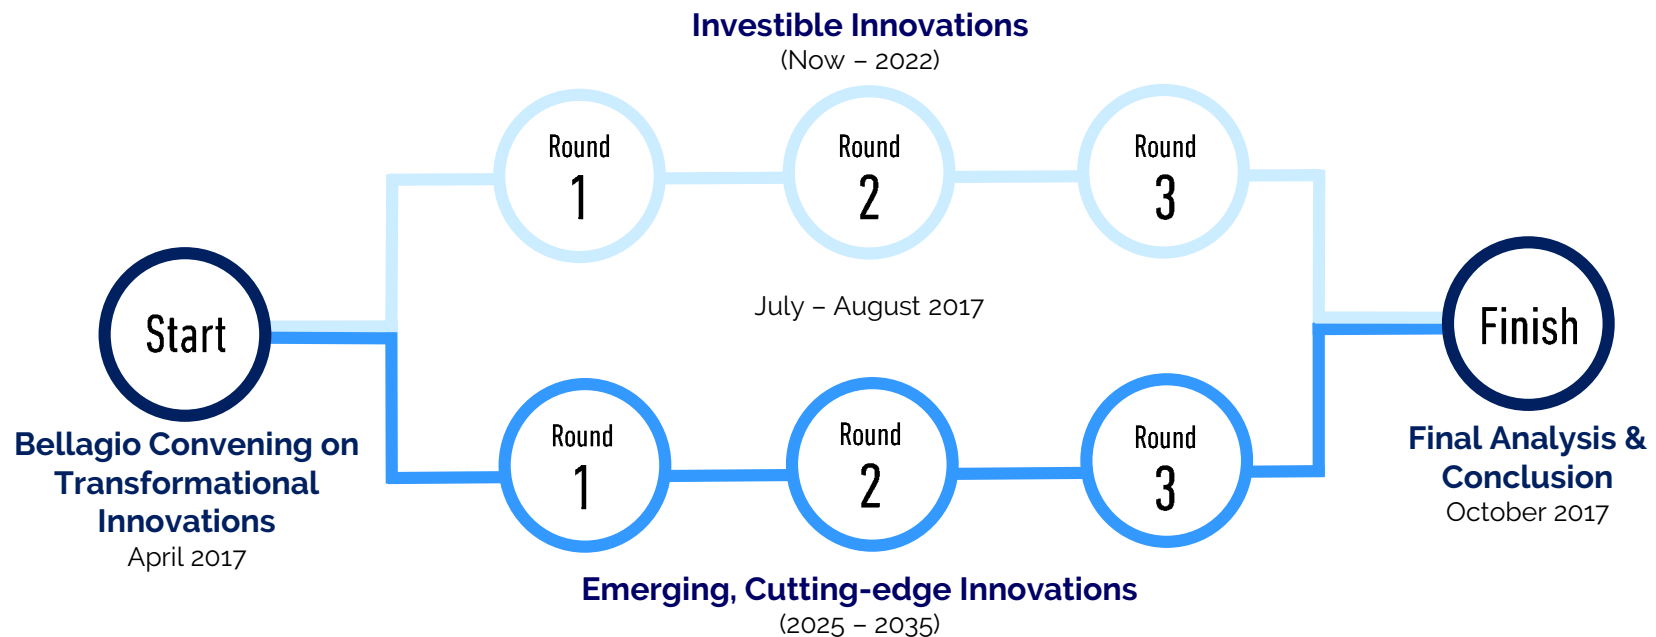 Investible Innovations
(Now – 2022)
Round
1
Round
2
Round
3
Start
Bellagio Convening on
Transformational
Innovations
April 2017
July – August 2017
Finish
Final Analysis &
Conclusion
October 2017
Round
1
Round
2
Round
3
Emerging, Cutting-edge Innovations
(2025 – 2035)